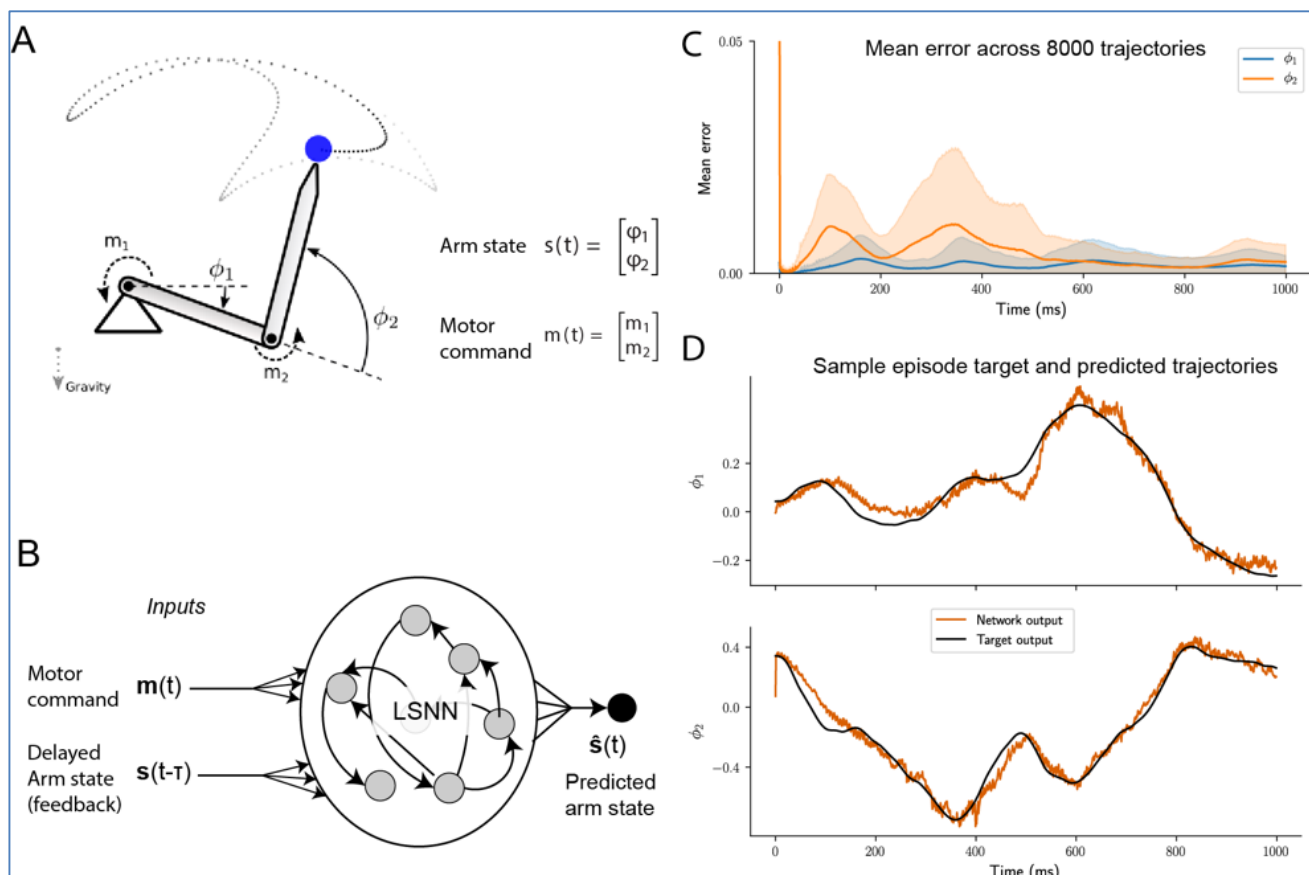 A
m1
ϕ1
ϕ2
m2
Gravity
Arm state s(t) = [φ1 φ2]
Motor command m(t) = [m1 m2]
B
Inputs
Motor command m(t)
Delayed Arm state (feedback) s(t-τ)
LSNN
ŝ(t)
Predicted
arm state
C
Mean error across 8000 trajectories
ϕ1
ϕ2
0.05
Mean error
0.00
0 200 400 600 800 1000
Time (ms)
D
Sample episode target and predicted trajectories
ϕ1
0.2
0.0
−0.2
Network output
Target output
ϕ2
0.4
0.0
−0.4
0 200 400 600 800 1000
Time (ms)